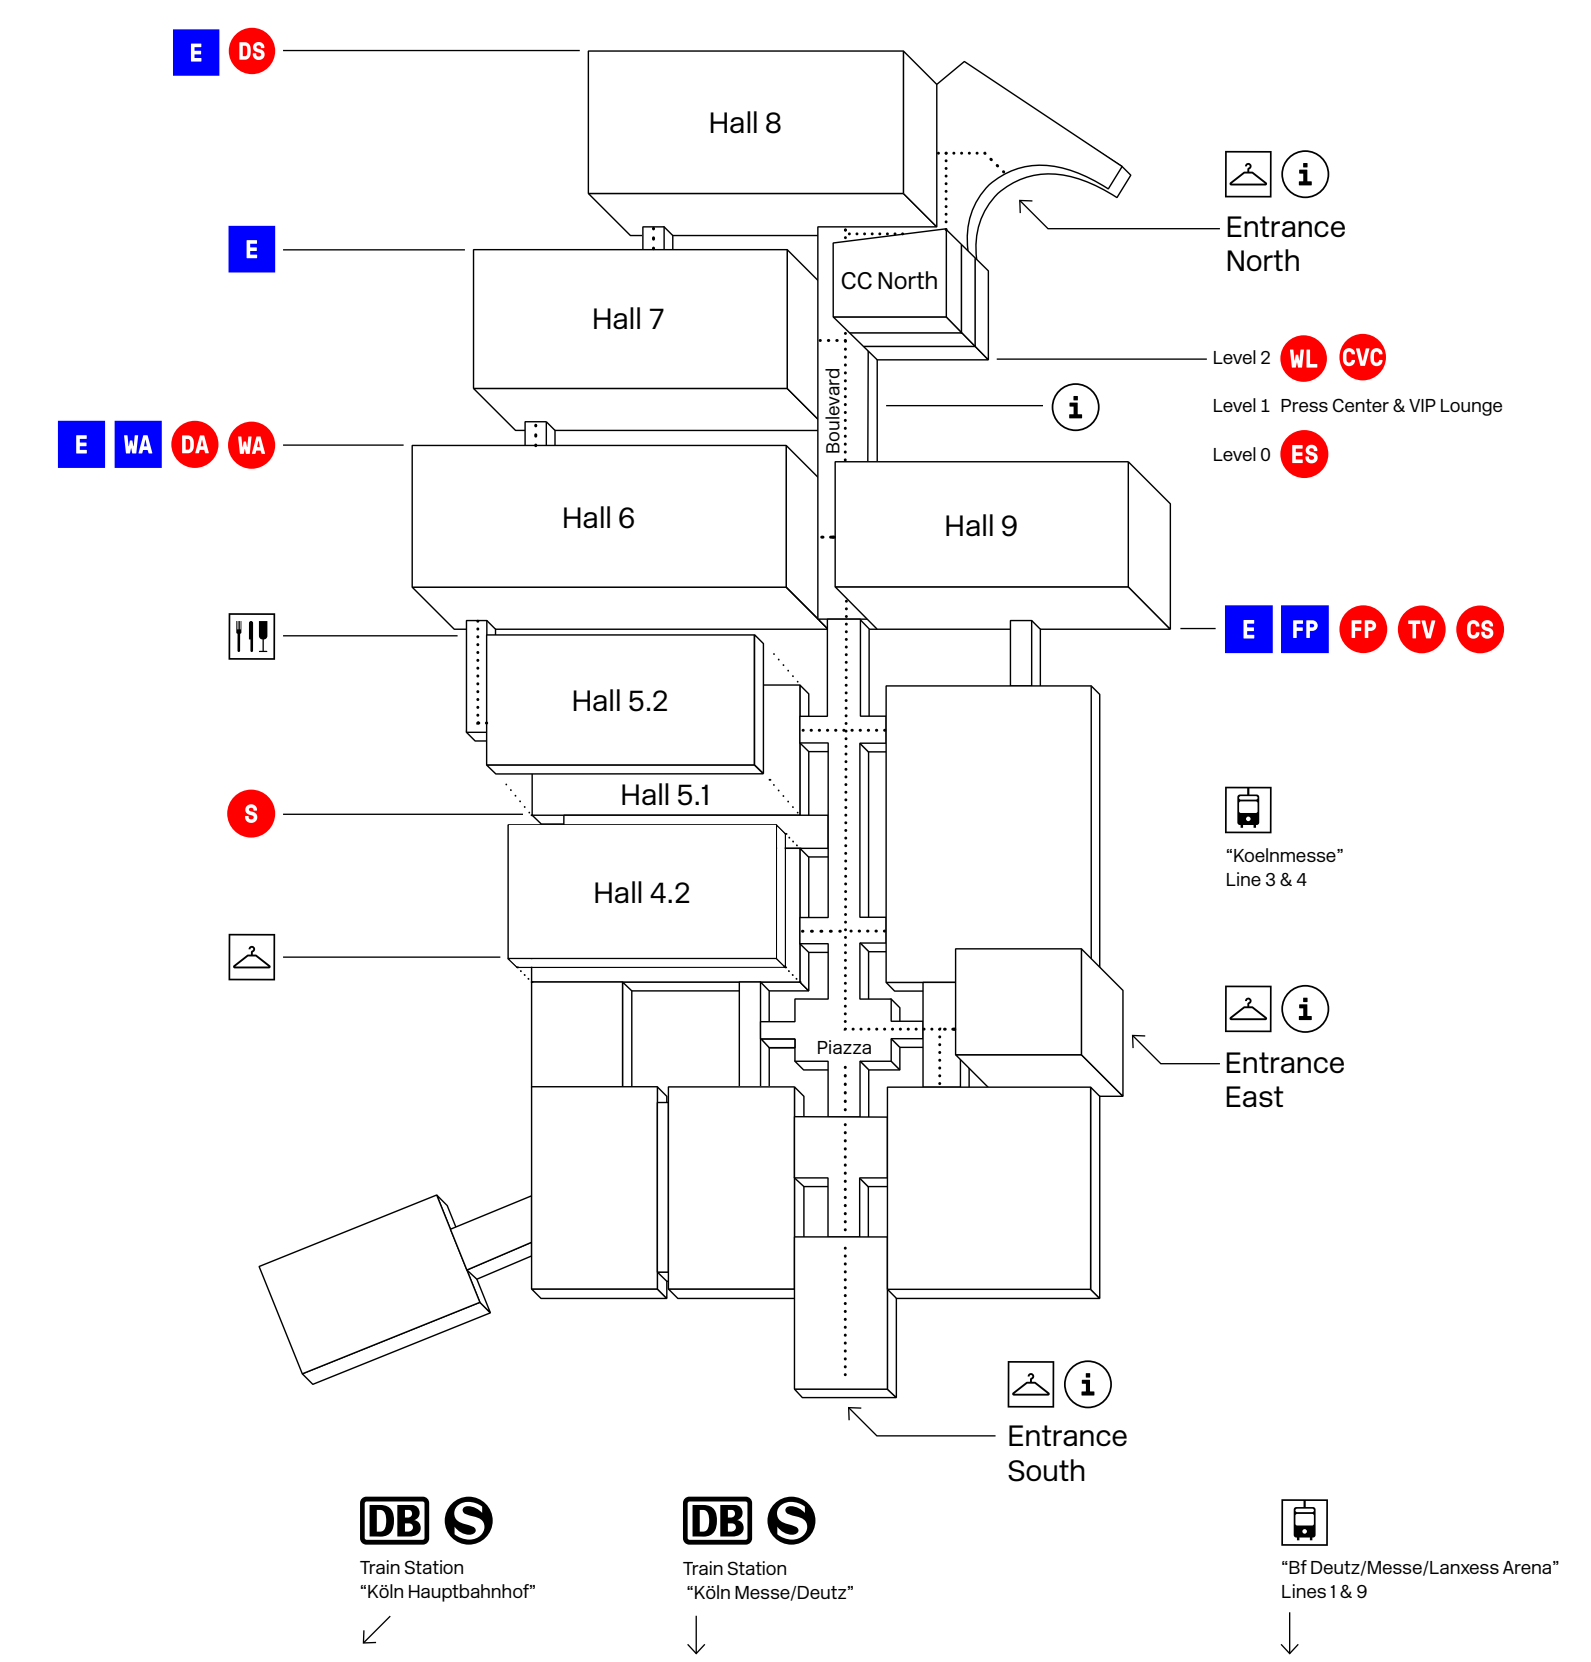 E DS
Hall 8
Entrance
North
E
CC North
Hall 7
Level 2 WL CVC
Boulevard
Level 1 Press Center & VIP Lounge
E WA DA WA
Level 0 ES
Hall 6
Hall 9
E FP FP TV CS
Hall 5.2
Hall 5.1
S
“Koelnmesse”
Line 3 & 4
Hall 4.2
Piazza
Entrance
East
Entrance
South
DB S
DB S
Train Station
“Köln Hauptbahnhof”
Train Station
“Köln Messe/Deutz”
“Bf Deutz/Messe/Lanxess Arena”
Lines 1 & 9